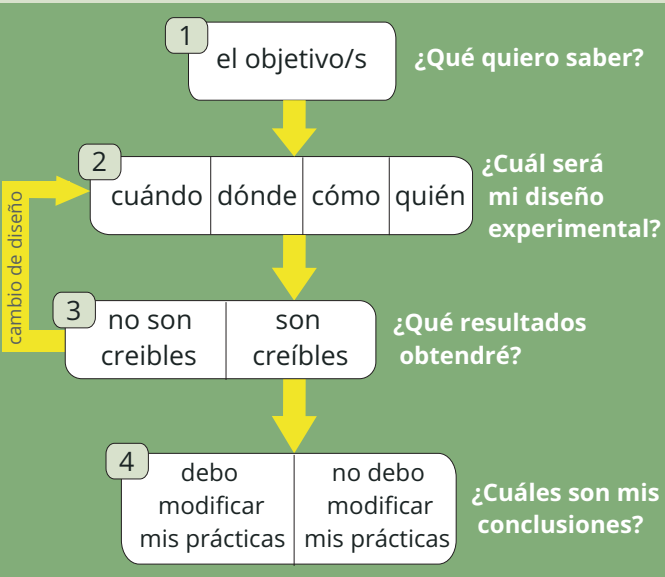 1
el objetivo/s
¿Qué quiero saber?
2
cuándo dónde cómo quién
¿Cuál será
mi diseño
experimental?
cambio de diseño
3
no son
creibles
son
creíbles
¿Qué resultados
obtendré?
4
debo
modificar
mis prácticas
no debo
modificar
mis prácticas
¿Cuáles son mis
conclusiones?